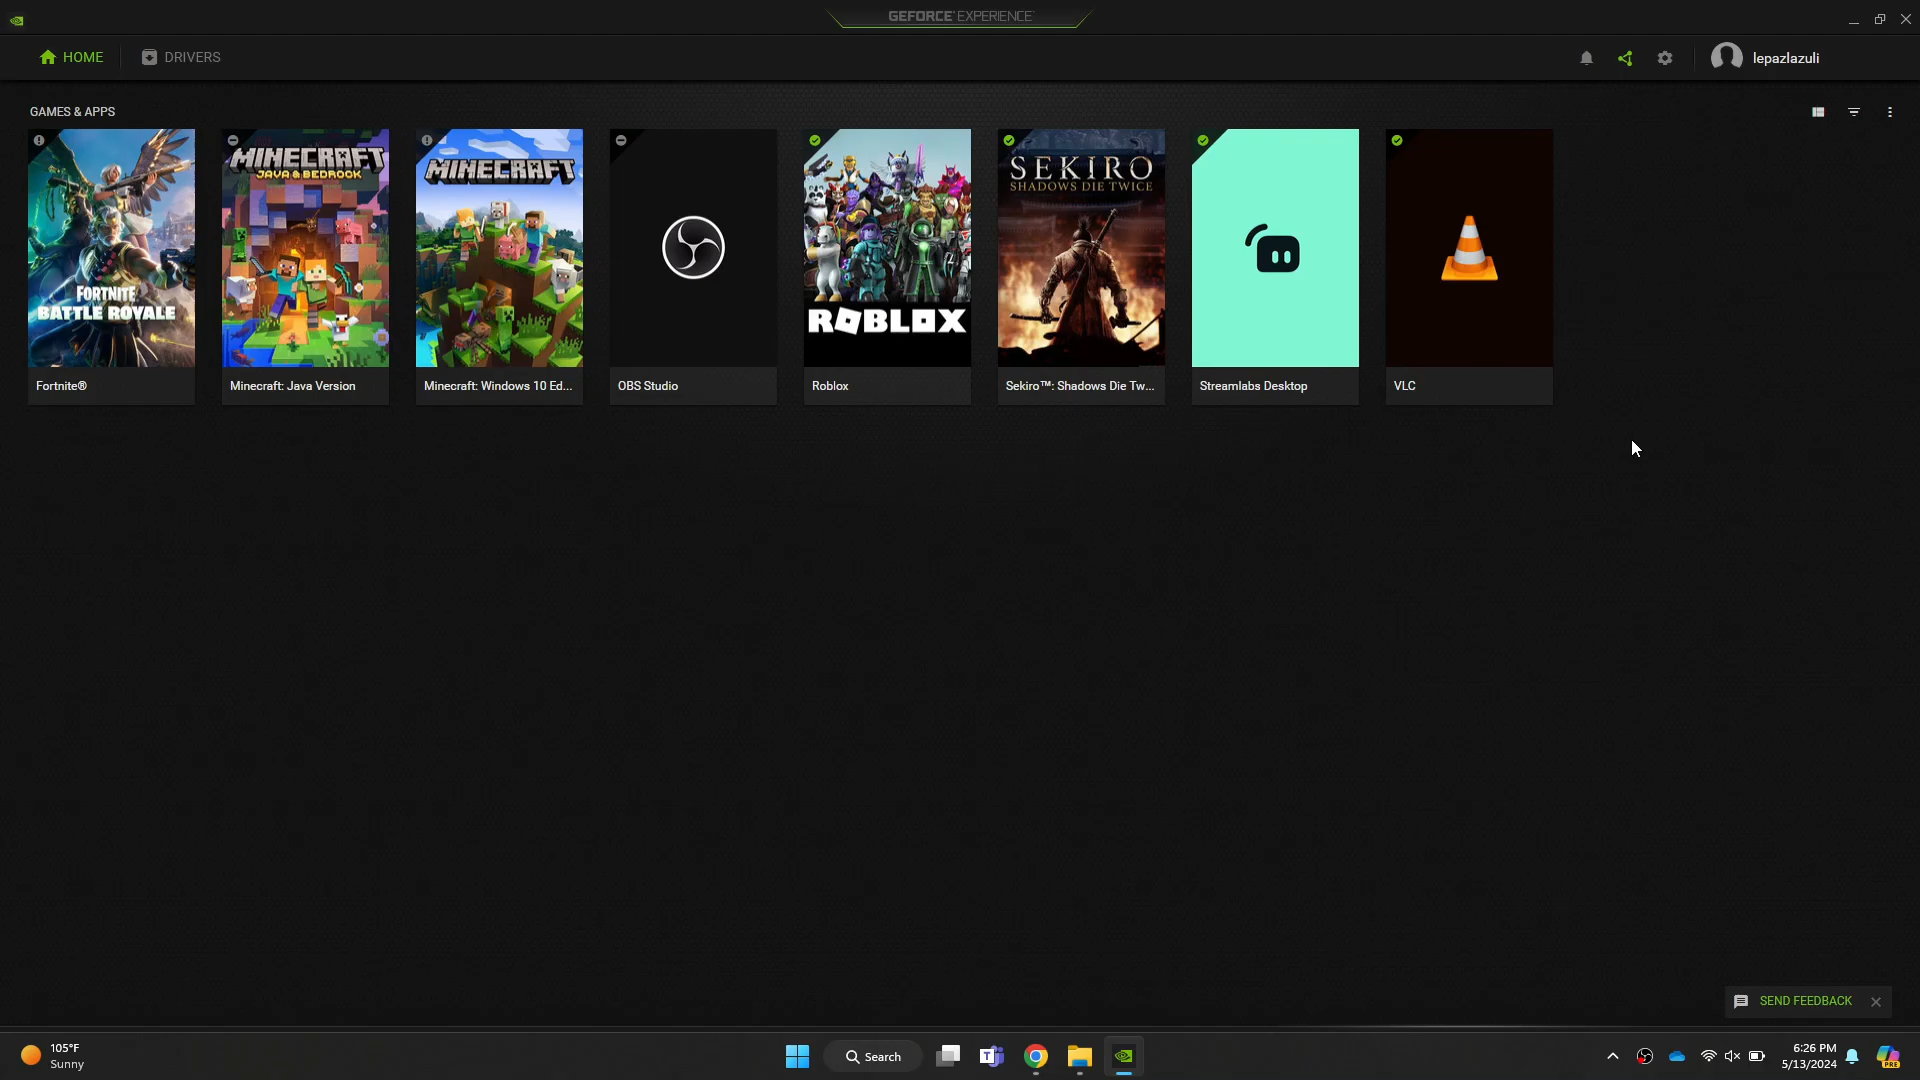 GEFORCE EXPERIENCE
HOME
DRIVERS
lepazlazuli
GAMES & APPS
FORTNITE
BATTLE ROYALE
MINECRAFT
JAVA & BEDROCK
MINECRAFT
ROBLOX
SEKIRO
SHADOWS DIE TWICE
Fortnite®
Minecraft: Java Version
Minecraft: Windows 10 Ed...
OBS Studio
Roblox
Sekiro™: Shadows Die Tw...
Streamlabs Desktop
VLC
SEND FEEDBACK
105°F
Sunny
Search
6:26 PM
5/13/2024
PRE